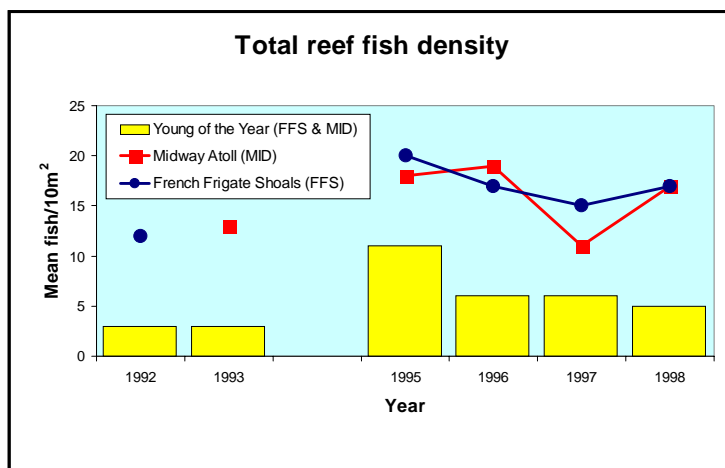 Total reef fish density
Mean fish/10m²
25
20
15
10
5
0
Young of the Year (FFS & MID)
Midway Atoll (MID)
French Frigate Shoals (FFS)
1992 1993 1995 1996 1997 1998
Year